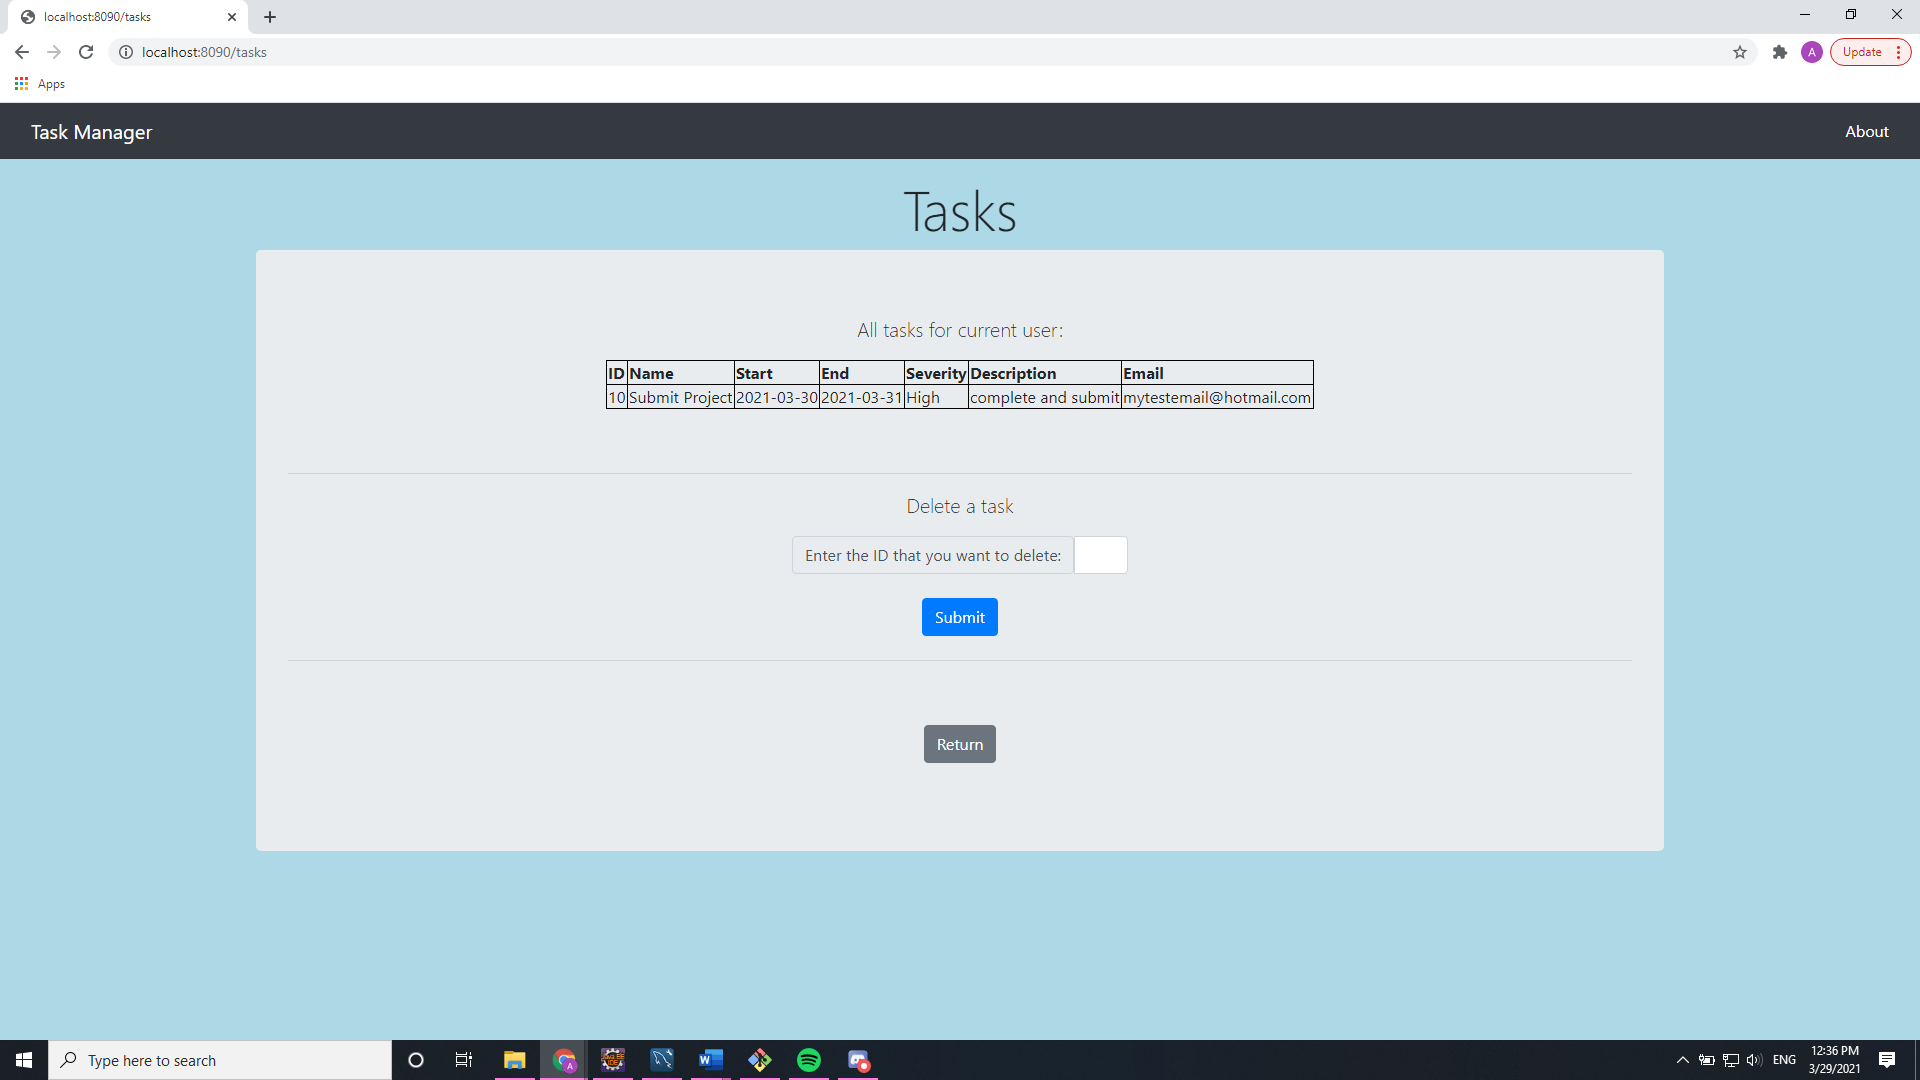 localhost:8090/tasks
localhost:8090/tasks
A
Update
Apps
Task Manager
About
Tasks
All tasks for current user:
ID Name Start End Severity Description Email
10 Submit Project 2021-03-30 2021-03-31 High complete and submit mytestemail@hotmail.com
Delete a task
Enter the ID that you want to delete:
Submit
Return
Type here to search
ENG
12:36 PM
3/29/2021